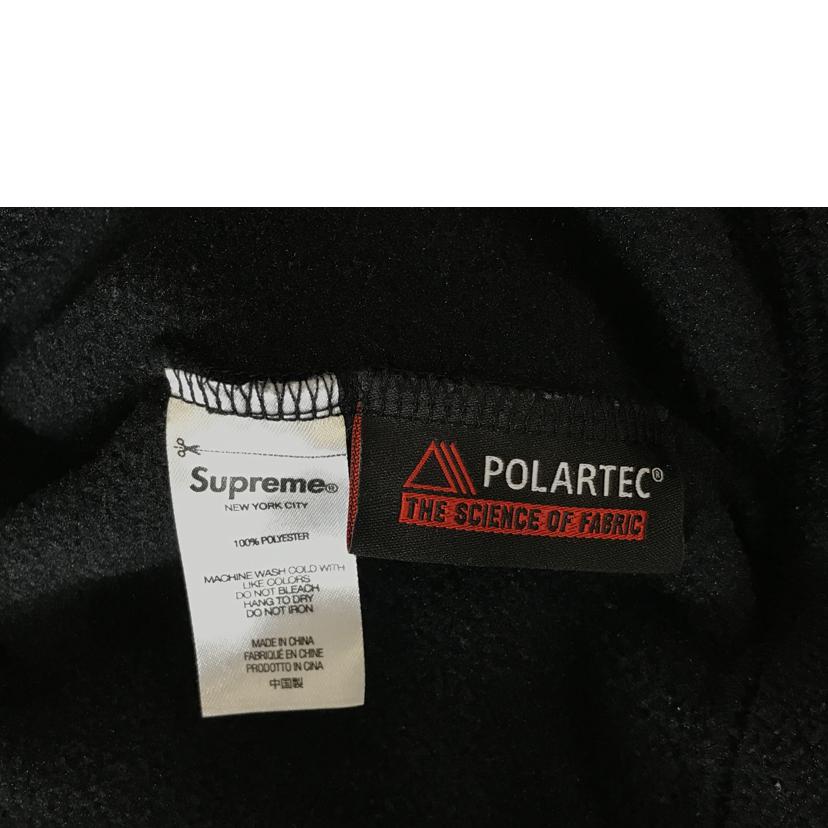 Supreme®
NEW YORK CITY
100% POLYESTER
MACHINE WASH COLD WITH
LIKE COLORS
DO NOT BLEACH
HANG TO DRY
DO NOT IRON
MADE IN CHINA
FABRIQUÉ EN CHINE
PRODOTTO IN CINA
中国製
POLARTEC®
THE SCIENCE OF FABRIC